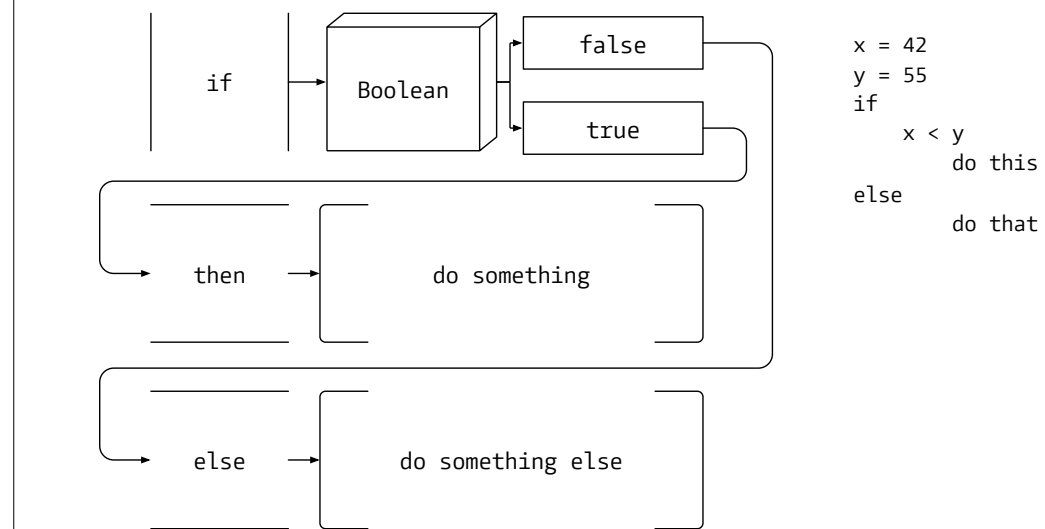 if
Boolean
false
true
then
do something
else
do something else
x = 42
y = 55
if
    x < y
        do this
else
        do that